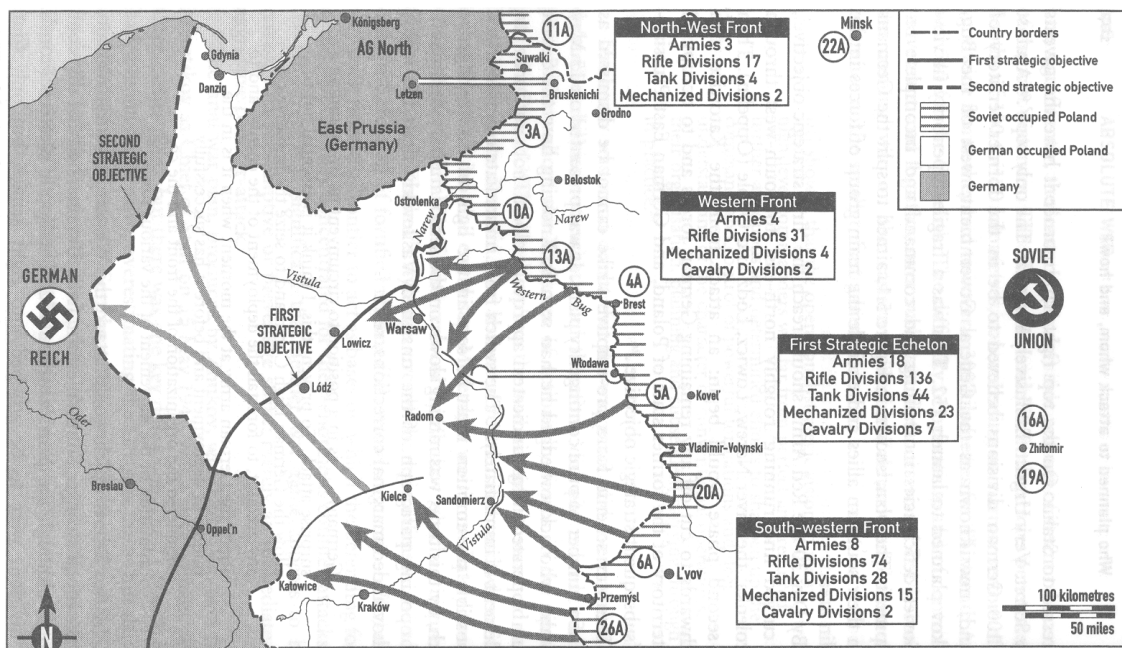 Königsberg
Gdynia
Danzig
AG North
Letzen
East Prussia
(Germany)
11A
Suwalki
Bruskenichi
Grodno
3A
Belostok
North-West Front
Armies 3
Rifle Divisions 17
Tank Divisions 4
Mechanized Divisions 2
Minsk
22A
Country borders
First strategic objective
Second strategic objective
Soviet occupied Poland
German occupied Poland
Germany
SECOND
STRATEGIC
OBJECTIVE
Ostrolenka
10A
Narew
Narew
Western Front
Armies 4
Rifle Divisions 31
Mechanized Divisions 4
Cavalry Divisions 2
13A
Western
Bug
4A
Brest
Vistula
GERMAN
REICH
FIRST
STRATEGIC
OBJECTIVE
Warsaw
Lowicz
Łódź
SOVIET
UNION
Włodawa
First Strategic Echelon
Armies 18
Rifle Divisions 136
Tank Divisions 44
Mechanized Divisions 23
Cavalry Divisions 7
5A
Kovel'
Radom
Oder
16A
Zhitomir
19A
Vladimir-Volynski
Breslau
Kielce
Sandomierz
20A
Oppel'n
Vistula
South-western Front
Armies 8
Rifle Divisions 74
Tank Divisions 28
Mechanized Divisions 15
Cavalry Divisions 2
6A
L'vov
Katowice
Kraków
Przemýsl
26A
N
100 kilometres
50 miles